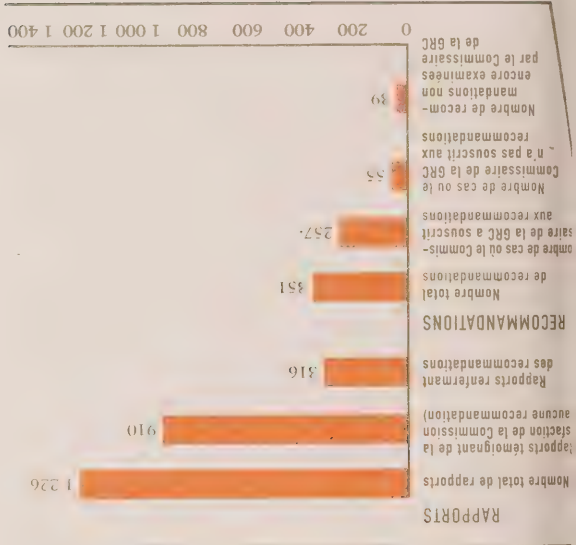 RAPPORTS
Nombre total de rapports
1 226
apports témoignant de la
sfaction de la Commission
aucune recommandation)
910
Rapports renfermant
des recommandations
316
RECOMMANDATIONS
Nombre total
de recommandations
351
ombre de cas où le Commis-
saire de la GRC a souscrit
aux recommandations
257
Nombre de cas où le
Commissaire de la GRC
n'a pas souscrit aux
recommandations
55
Nombre de recom-
mandations non
encore examinées
par le Commissaire
de la GRC
39
0 200 400 600 800 1 000 1 200 1 400